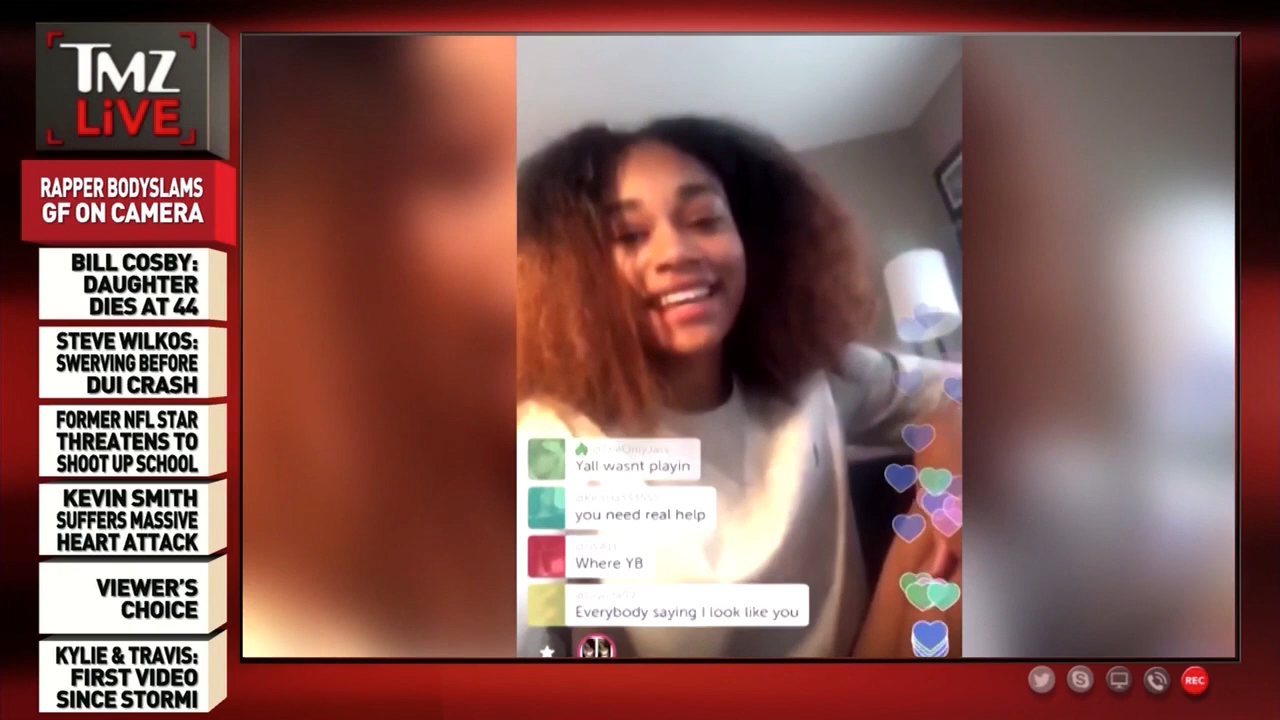 TMZ
LiVE
RAPPER BODYSLAMS
GF ON CAMERA
BILL COSBY:
DAUGHTER
DIES AT 44
STEVE WILKOS:
SWERVING BEFORE
DUI CRASH
FORMER NFL STAR
THREATENS TO
SHOOT UP SCHOOL
KEVIN SMITH
SUFFERS MASSIVE
HEART ATTACK
VIEWER'S
CHOICE
KYLIE & TRAVIS:
FIRST VIDEO
SINCE STORMI
Yall wasnt playin
you need real help
Where YB
Everybody saying I look like you
REC